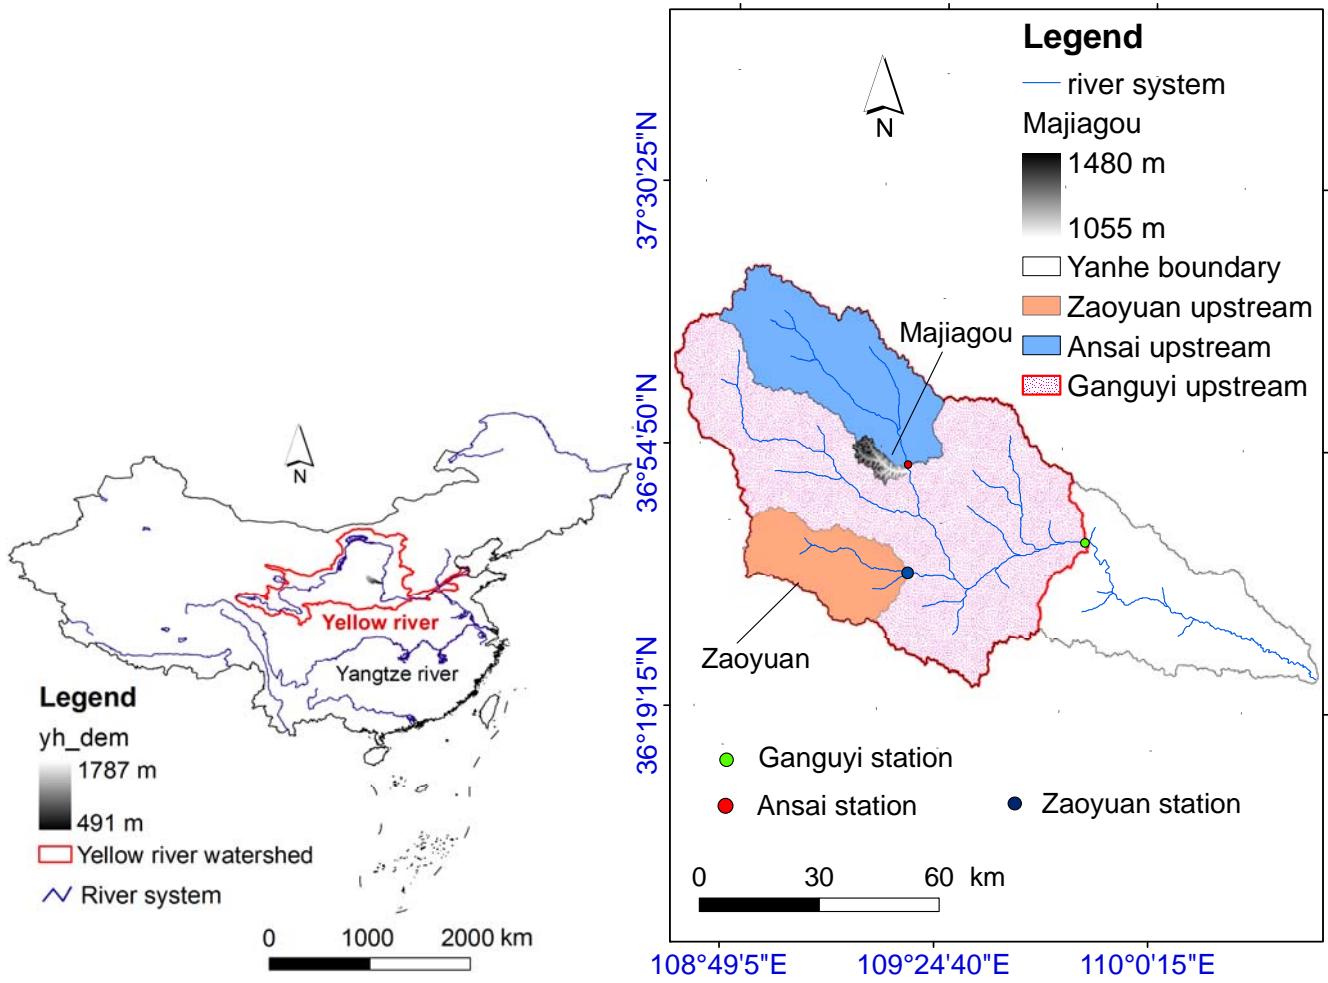 N
Yellow river
Yangtze river
Legend
yh_dem
1787 m
491 m
Yellow river watershed
River system
0 1000 2000 km
Legend
river system
Majiagou
1480 m
1055 m
Yanhe boundary
Zaoyuan upstream
Ansai upstream
Ganguyi upstream
N
37°30'25"N
36°54'50"N
36°19'15"N
Majiagou
Zaoyuan
Ganguyi station
Ansai station
Zaoyuan station
0 30 60 km
108°49'5"E 109°24'40"E 110°0'15"E